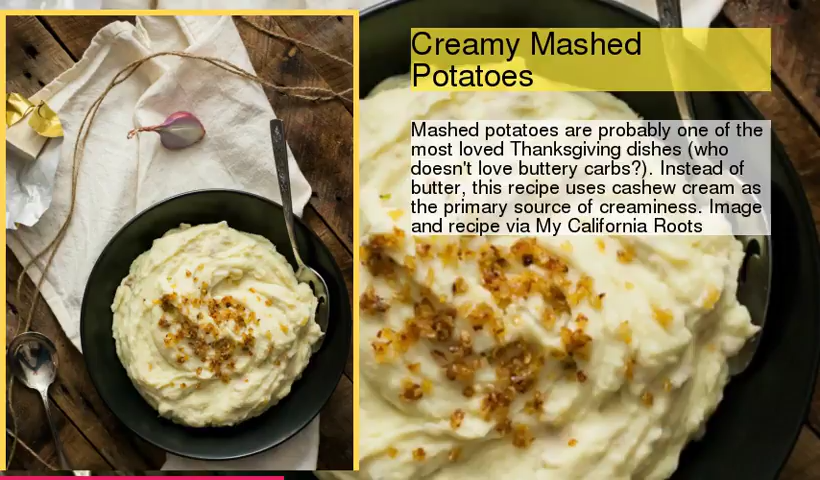 Creamy Mashed
Potatoes
Mashed potatoes are probably one of the
most loved Thanksgiving dishes (who
doesn't love buttery carbs?). Instead of
butter, this recipe uses cashew cream as
the primary source of creaminess. Image
and recipe via My California Roots